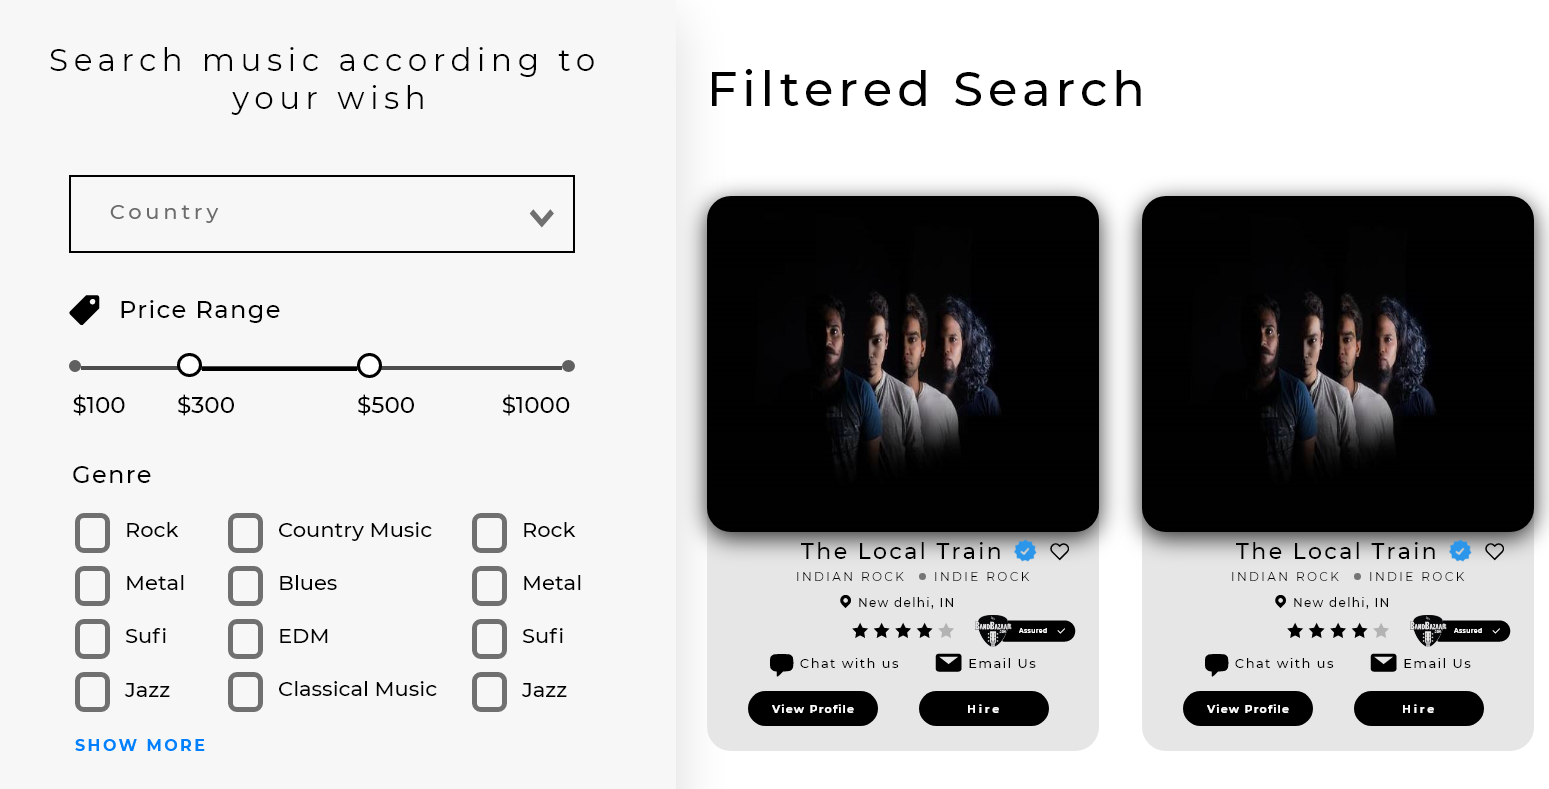 Search music according to
your wish
Country
Price Range
$100 $300 $500 $1000
Genre
Rock Country Music Rock
Metal Blues Metal
Sufi EDM Sufi
Jazz Classical Music Jazz
SHOW MORE
Filtered Search
The Local Train
INDIAN ROCK INDIE ROCK
New delhi, IN
BANDBAZAAR Assured
Chat with us Email Us
View Profile Hire
The Local Train
INDIAN ROCK INDIE ROCK
New delhi, IN
BANDBAZAAR Assured
Chat with us Email Us
View Profile Hire